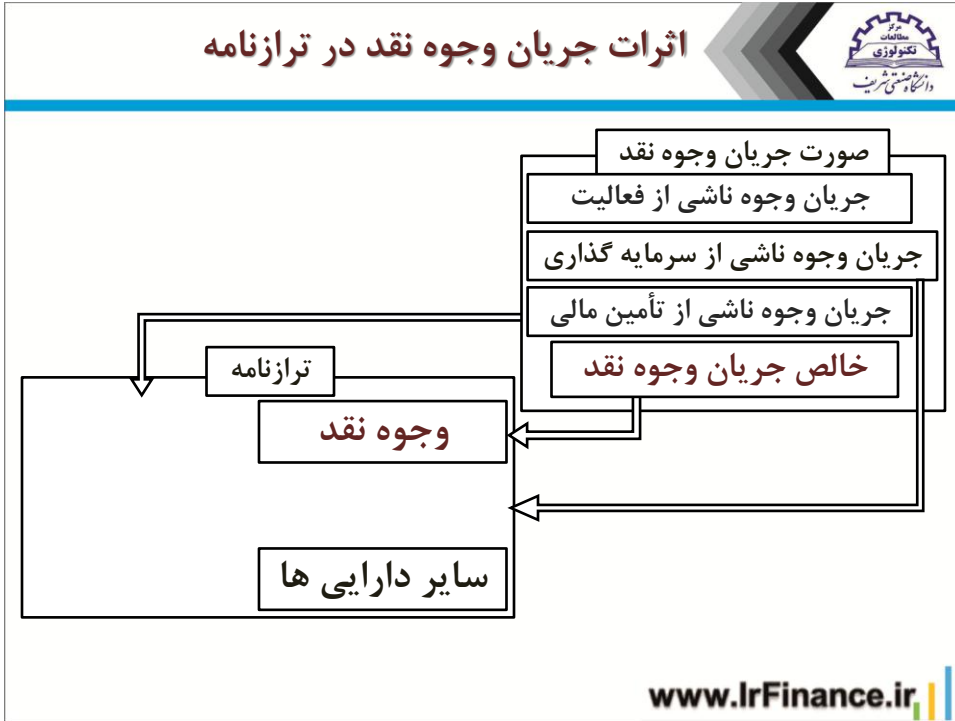 اثرات جریان وجوه نقد در ترازنامه
مرکز
مطالعات
تکنولوژی
دانشگاه صنعتی شریف
صورت جریان وجوه نقد
جریان وجوه ناشی از فعالیت
جریان وجوه ناشی از سرمایه گذاری
جریان وجوه ناشی از تأمین مالی
خالص جریان وجوه نقد
ترازنامه
وجوه نقد
سایر دارایی ها
www.IrFinance.ir